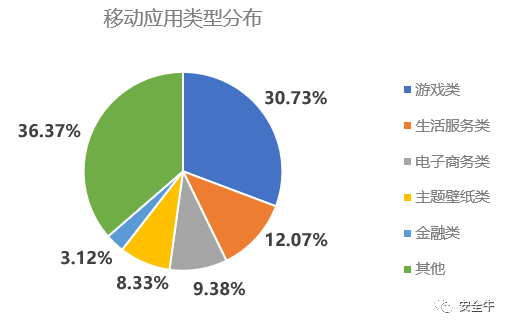 移动应用类型分布
30.73%
12.07%
9.38%
8.33%
3.12%
36.37%
游戏类
生活服务类
电子商务类
主题壁纸类
金融类
其他
安全牛